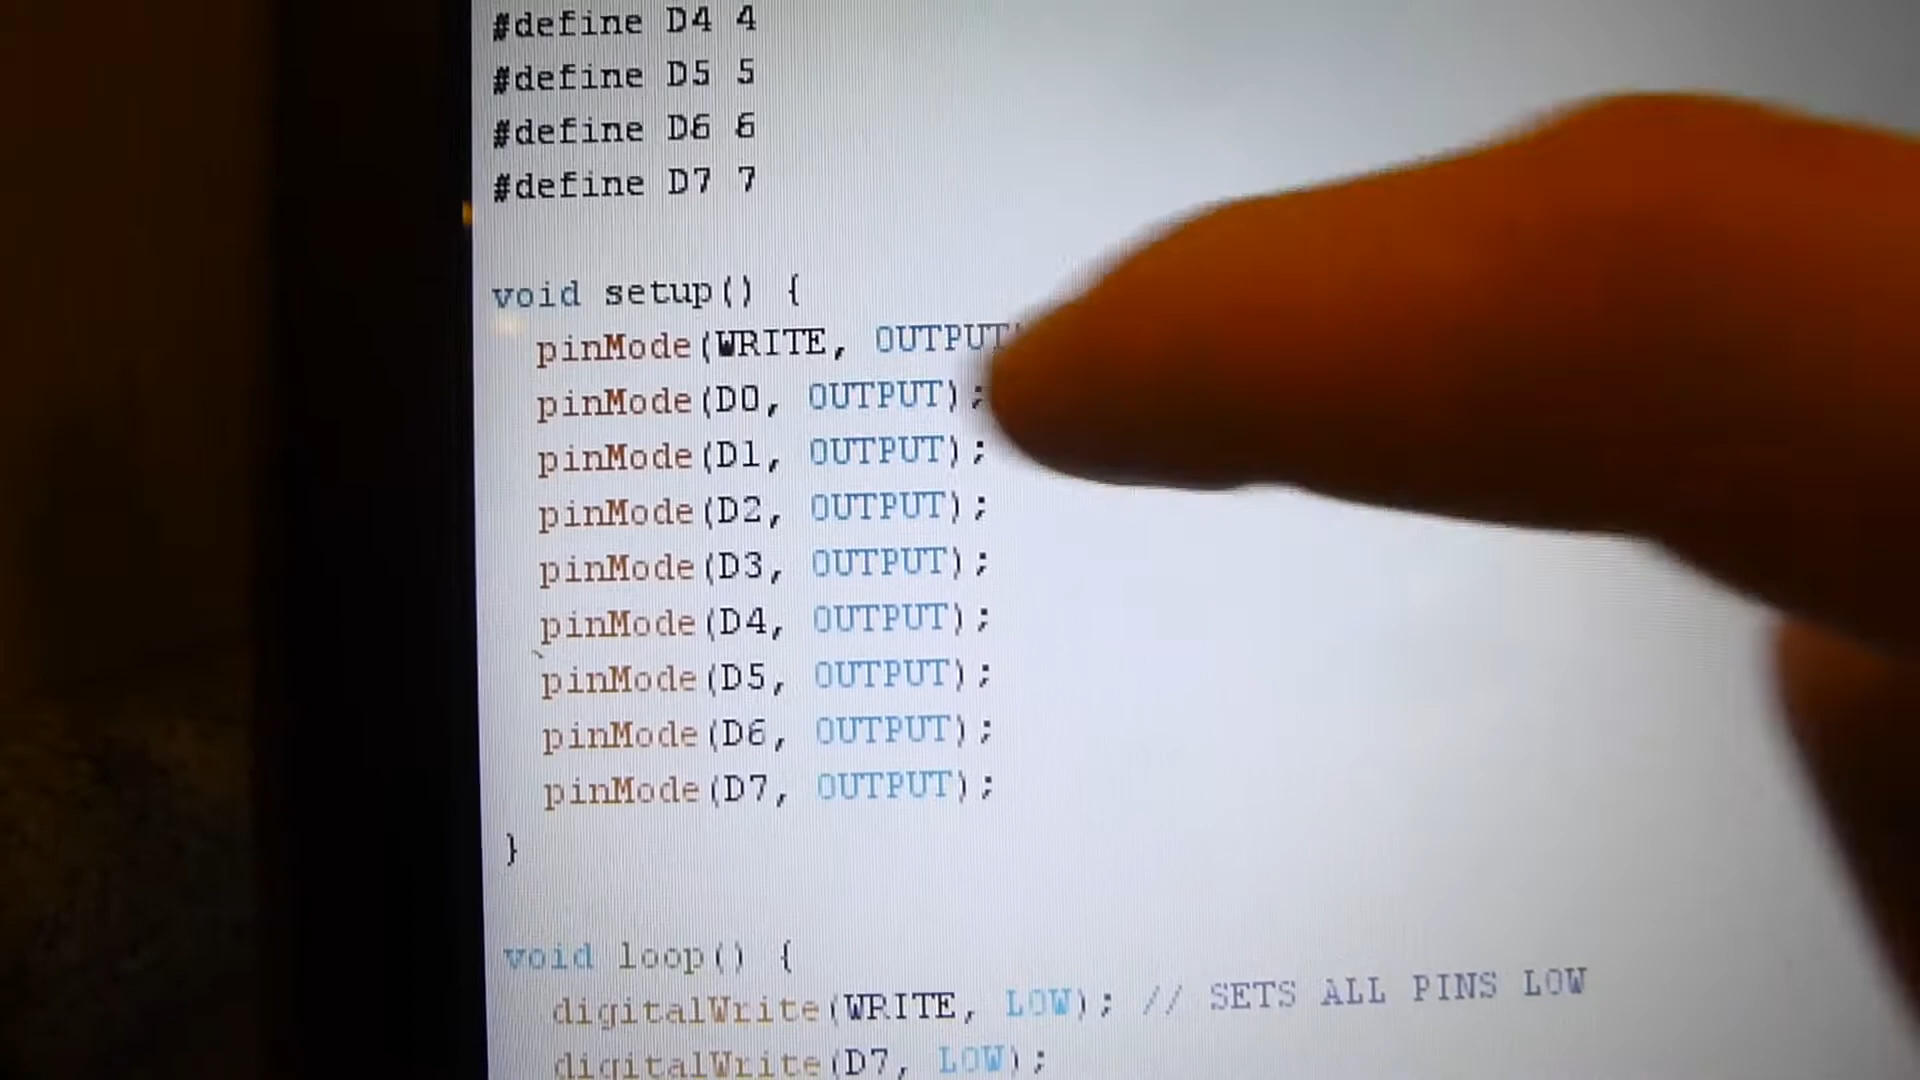 #define D4 4
#define D5 5
#define D6 6
#define D7 7
void setup() {
pinMode(WRITE, OUTPUT
pinMode(D0, OUTPUT);
pinMode(D1, OUTPUT);
pinMode(D2, OUTPUT);
pinMode(D3, OUTPUT);
pinMode(D4, OUTPUT);
pinMode(D5, OUTPUT);
pinMode(D6, OUTPUT);
pinMode(D7, OUTPUT);
}
void loop() {
digitalWrite(WRITE, LOW); // SETS ALL PINS LOW
digitalWrite(D7, LOW);